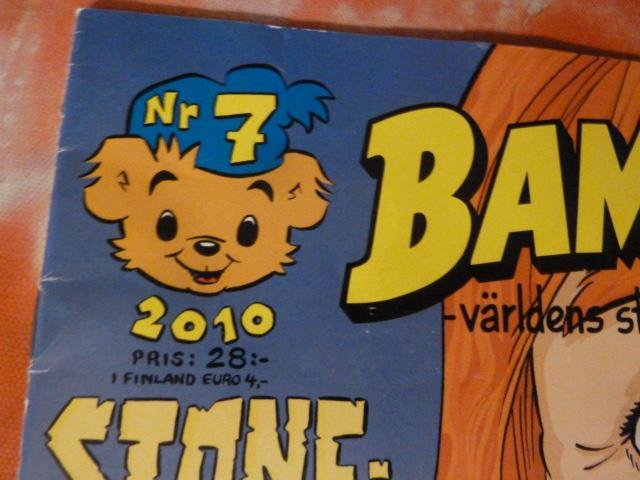 Nr 7
BAM
-världens st
2010
PRIS: 28:-
I FINLAND EURO 4,-
STONE-